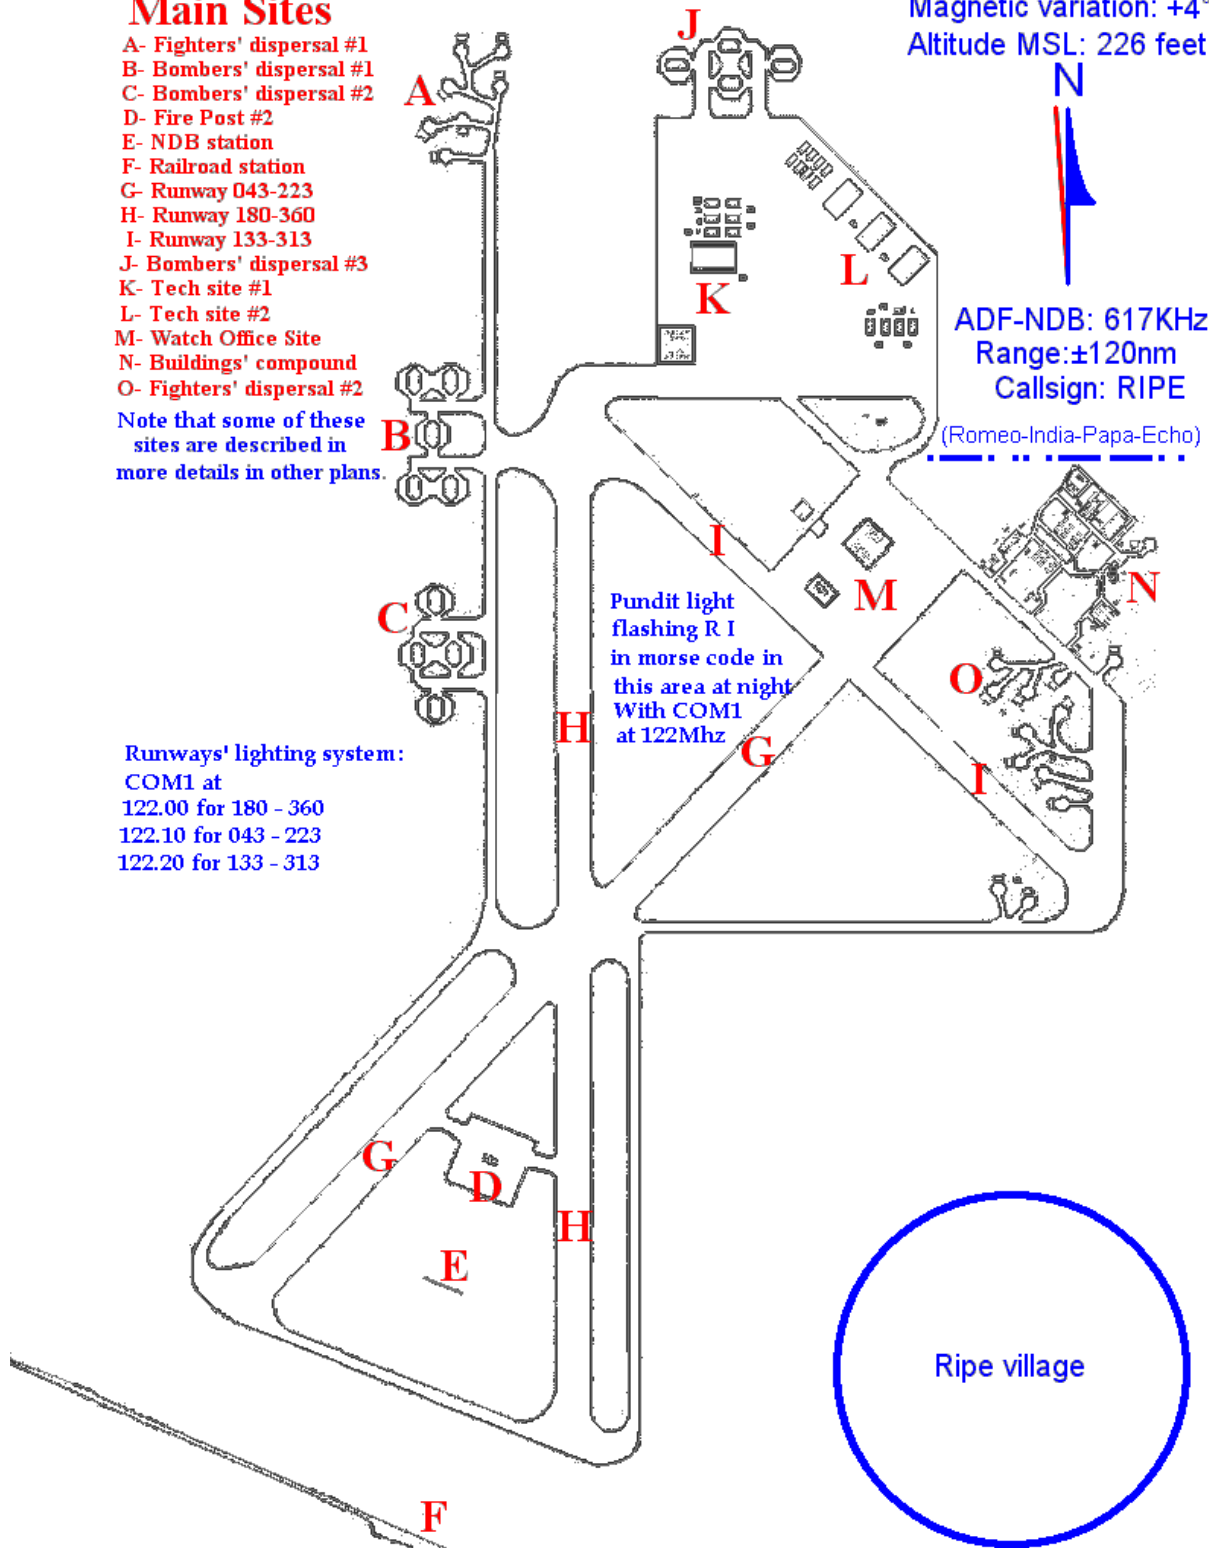 Main Sites
A- Fighters' dispersal #1
B- Bombers' dispersal #1
C- Bombers' dispersal #2
D- Fire Post #2
E- NDB station
F- Railroad station
G- Runway 043-223
H- Runway 180-360
I- Runway 133-313
J- Bombers' dispersal #3
K- Tech site #1
L- Tech site #2
M- Watch Office Site
N- Buildings' compound
O- Fighters' dispersal #2
Note that some of these
sites are described in
more details in other plans.
Magnetic variation: +4°
Altitude MSL: 226 feet
N
ADF-NDB: 617KHz
Range:±120nm
Callsign: RIPE
(Romeo-India-Papa-Echo)
J
A
L
K
B
I
M
N
C
Pundit light
flashing R I
in morse code in
this area at night
With COM1
at 122Mhz
O
H
G
I
Runways' lighting system:
COM1 at
122.00 for 180 - 360
122.10 for 043 - 223
122.20 for 133 - 313
G
D
H
E
Ripe village
F